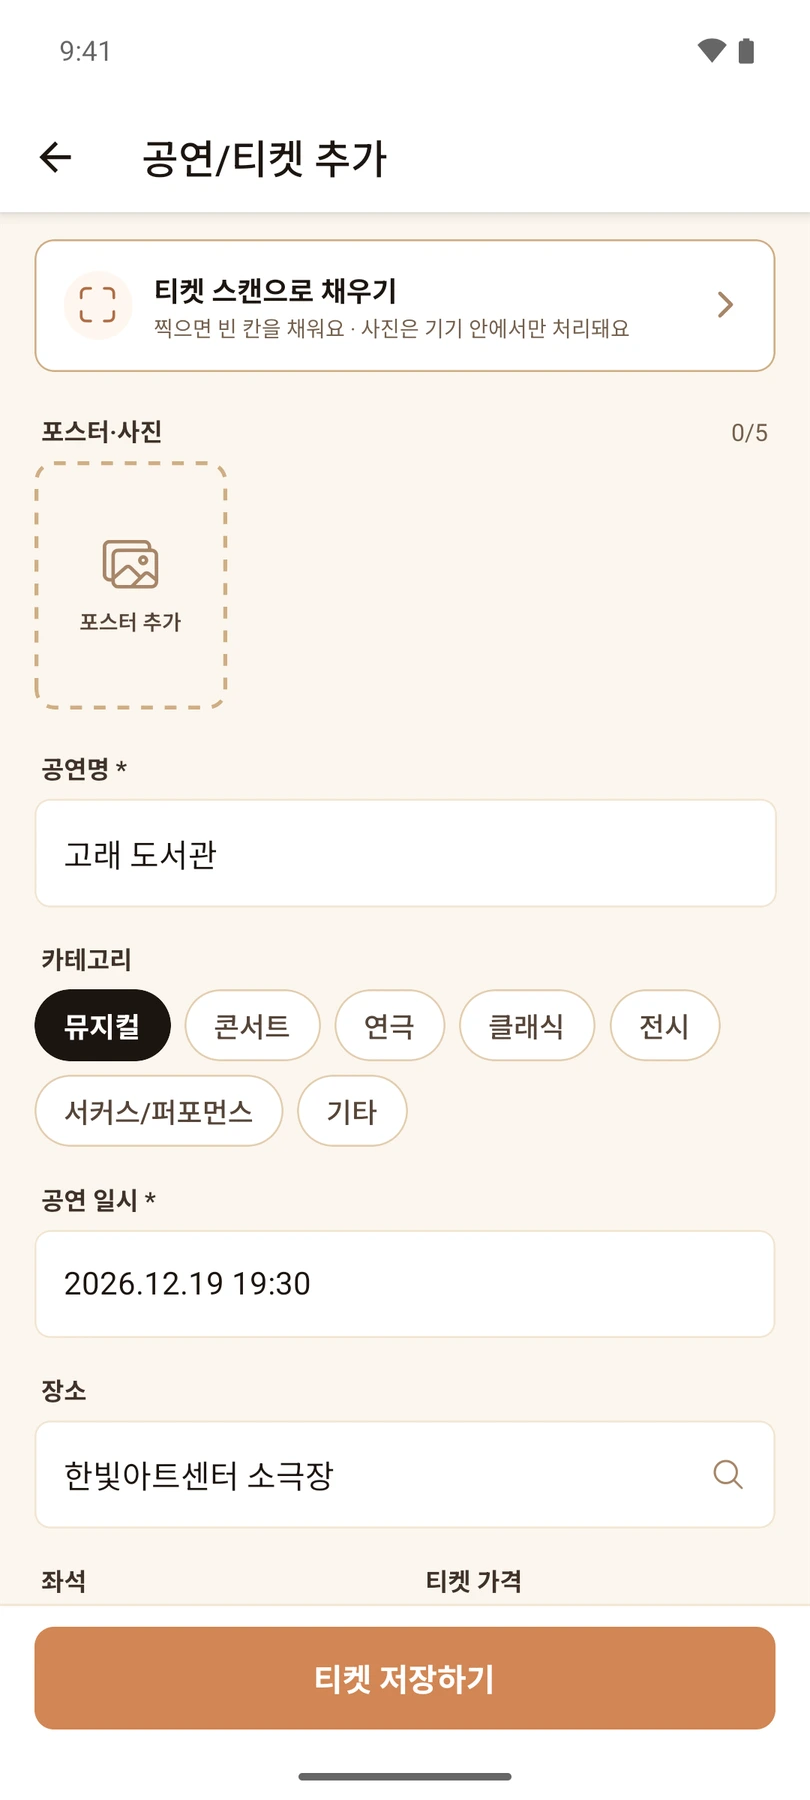 9:41
공연/티켓 추가
티켓 스캔으로 채우기
찍으면 빈 칸을 채워요 · 사진은 기기 안에서만 처리돼요
포스터·사진 0/5
포스터 추가
공연명 *
고래 도서관
카테고리
뮤지컬 콘서트 연극 클래식 전시
서커스/퍼포먼스 기타
공연 일시 *
2026.12.19 19:30
장소
한빛아트센터 소극장
좌석 티켓 가격
티켓 저장하기